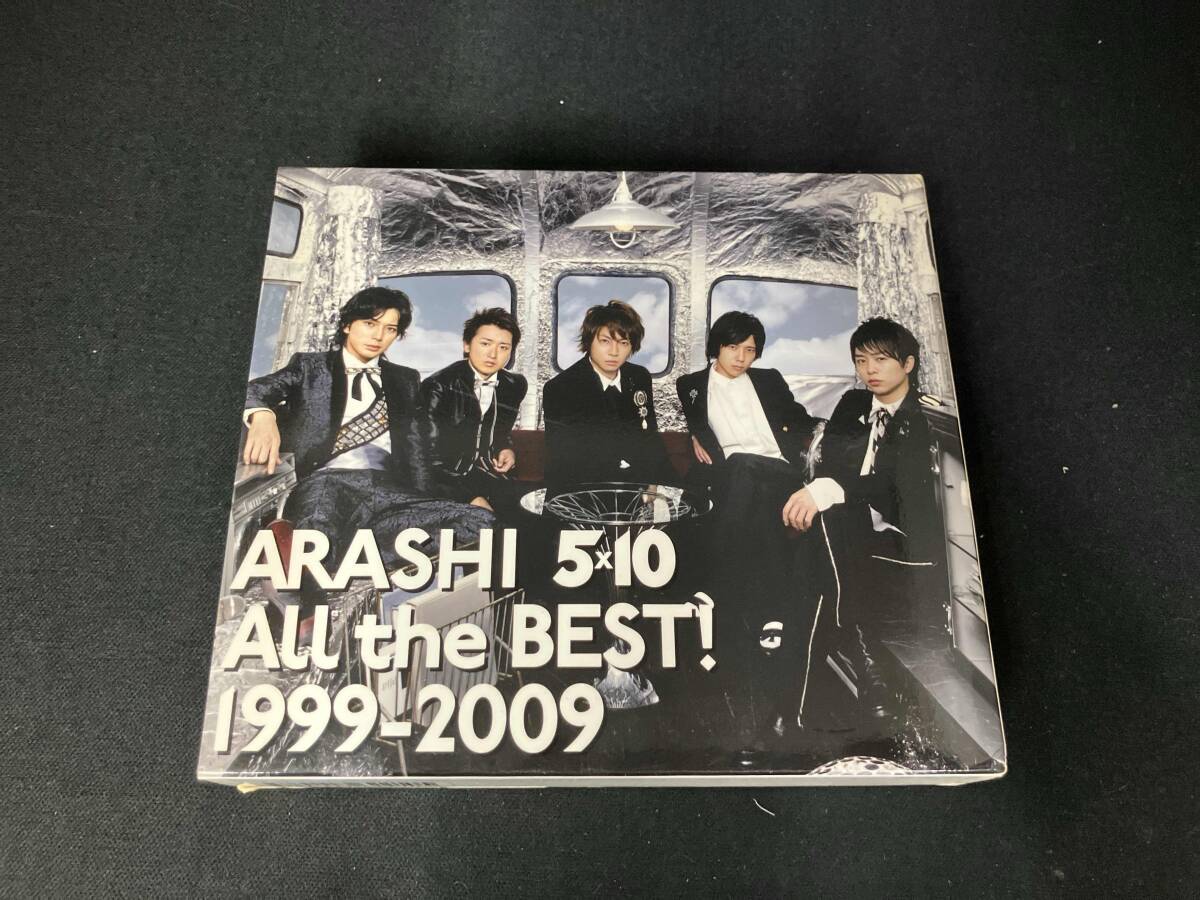 ARASHI 5×10
All the BEST!
1999-2009